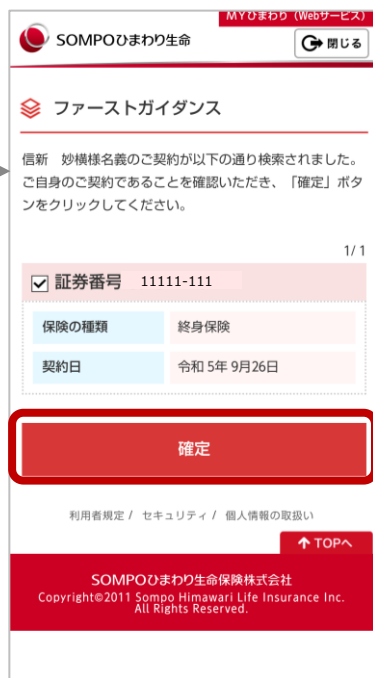 MYひまわり（Webサービス）
SOMPOひまわり生命
閉じる
ファーストガイダンス
信新　妙横様名義のご契約が以下の通り検索されました。
ご自身のご契約であることを確認いただき、「確定」ボタ
ンをクリックしてください。
1/1
証券番号 11111-111
保険の種類 終身保険
契約日 令和 5年 9月26日
確定
利用者規定 / セキュリティ / 個人情報の取扱い
TOPへ
SOMPOひまわり生命保険株式会社
Copyright©2011 Sompo Himawari Life Insurance Inc.
All Rights Reserved.